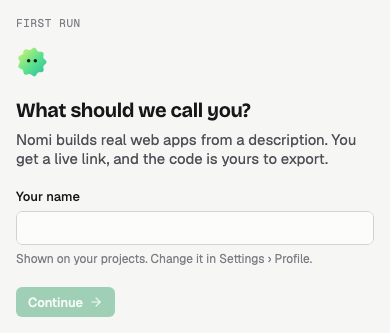 FIRST RUN
What should we call you?
Nomi builds real web apps from a description. You
get a live link, and the code is yours to export.
Your name
Shown on your projects. Change it in Settings › Profile.
Continue →